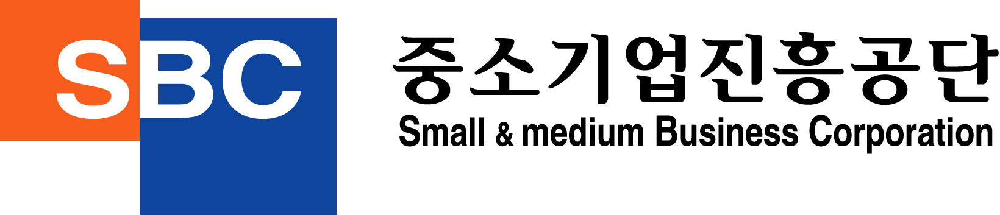 SBC
중소기업진흥공단
Small & medium Business Corporation